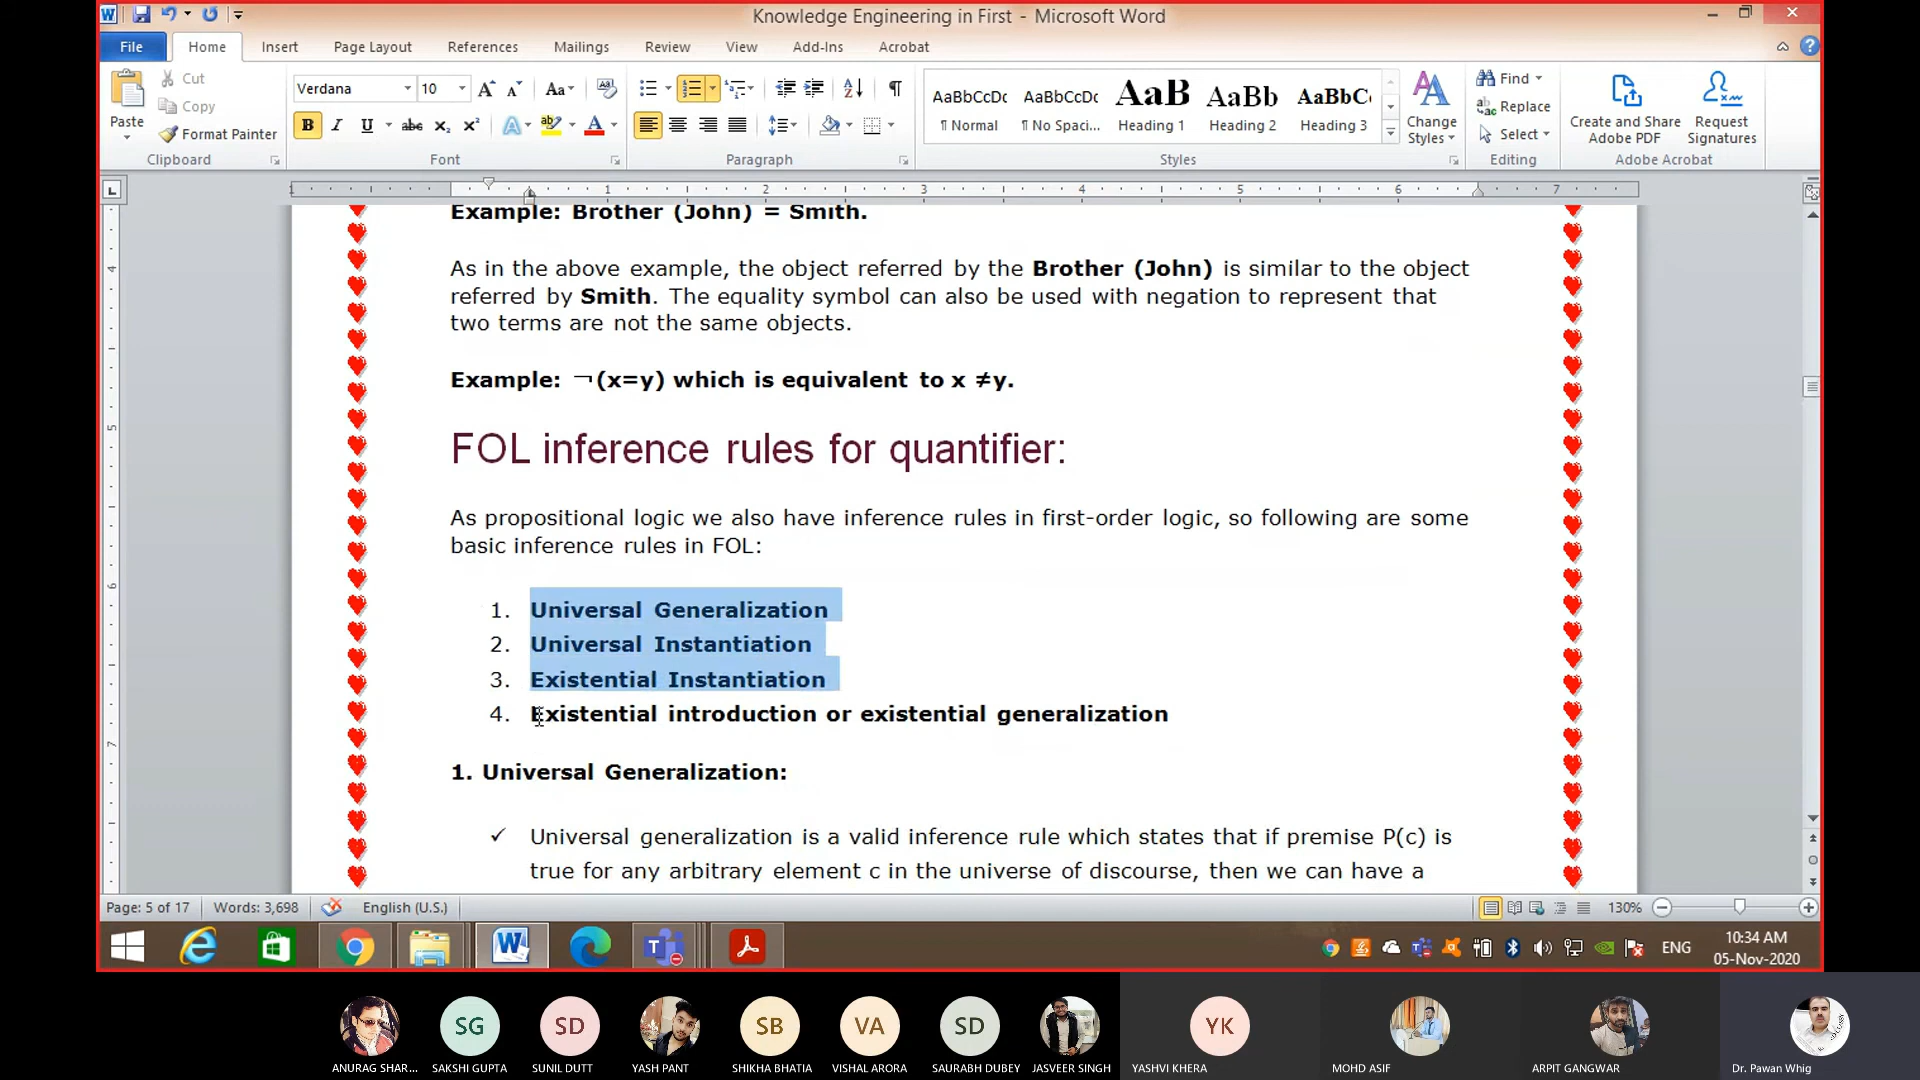 Knowledge Engineering in First - Microsoft Word
File Home Insert Page Layout References Mailings Review View Add-Ins Acrobat
Paste
Cut
Copy
Format Painter
Clipboard
Verdana 10
Font
Paragraph
AaBbCcDc AaBbCcDc AaB AaBb AaBbC
¶ Normal ¶ No Spaci... Heading 1 Heading 2 Heading 3
Styles
Change Styles
Find
Replace
Select
Editing
Create and Share Adobe PDF
Request Signatures
Adobe Acrobat
1 1 2 3 4 5 6 7
Example: Brother (John) = Smith.
As in the above example, the object referred by the Brother (John) is similar to the object
referred by Smith. The equality symbol can also be used with negation to represent that
two terms are not the same objects.
Example: ¬(x=y) which is equivalent to x ≠y.
FOL inference rules for quantifier:
As propositional logic we also have inference rules in first-order logic, so following are some
basic inference rules in FOL:
1. Universal Generalization
2. Universal Instantiation
3. Existential Instantiation
4. Existential introduction or existential generalization
1. Universal Generalization:
✓ Universal generalization is a valid inference rule which states that if premise P(c) is
true for any arbitrary element c in the universe of discourse, then we can have a
Page: 5 of 17 Words: 3,698 English (U.S.) 130%
ENG
10:34 AM
05-Nov-2020
SG SD SB VA SD YK
ANURAG SHAR... SAKSHI GUPTA SUNIL DUTT YASH PANT SHIKHA BHATIA VISHAL ARORA SAURABH DUBEY JASVEER SINGH YASHVI KHERA MOHD ASIF ARPIT GANGWAR Dr. Pawan Whig